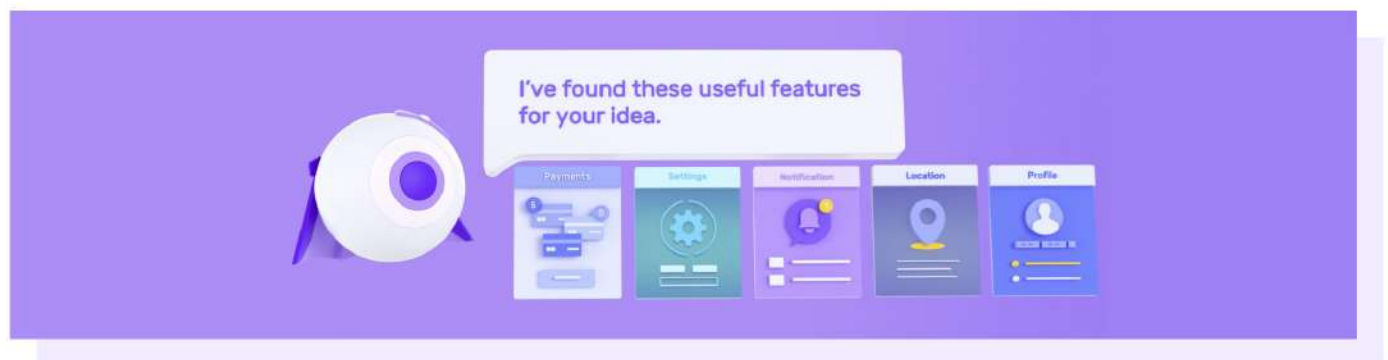 I've found these useful features
for your idea.
Payments
Settings
Notification
Location
Profile